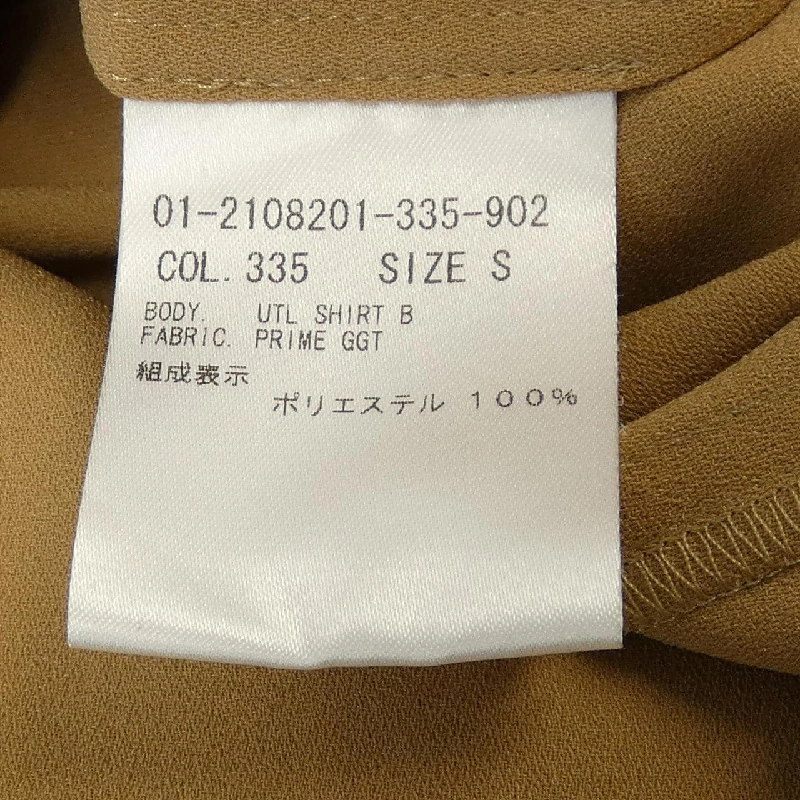 01-2108201-335-902
COL. 335 SIZE S
BODY. UTL SHIRT B
FABRIC. PRIME GGT
組成表示
ポリエステル 100%